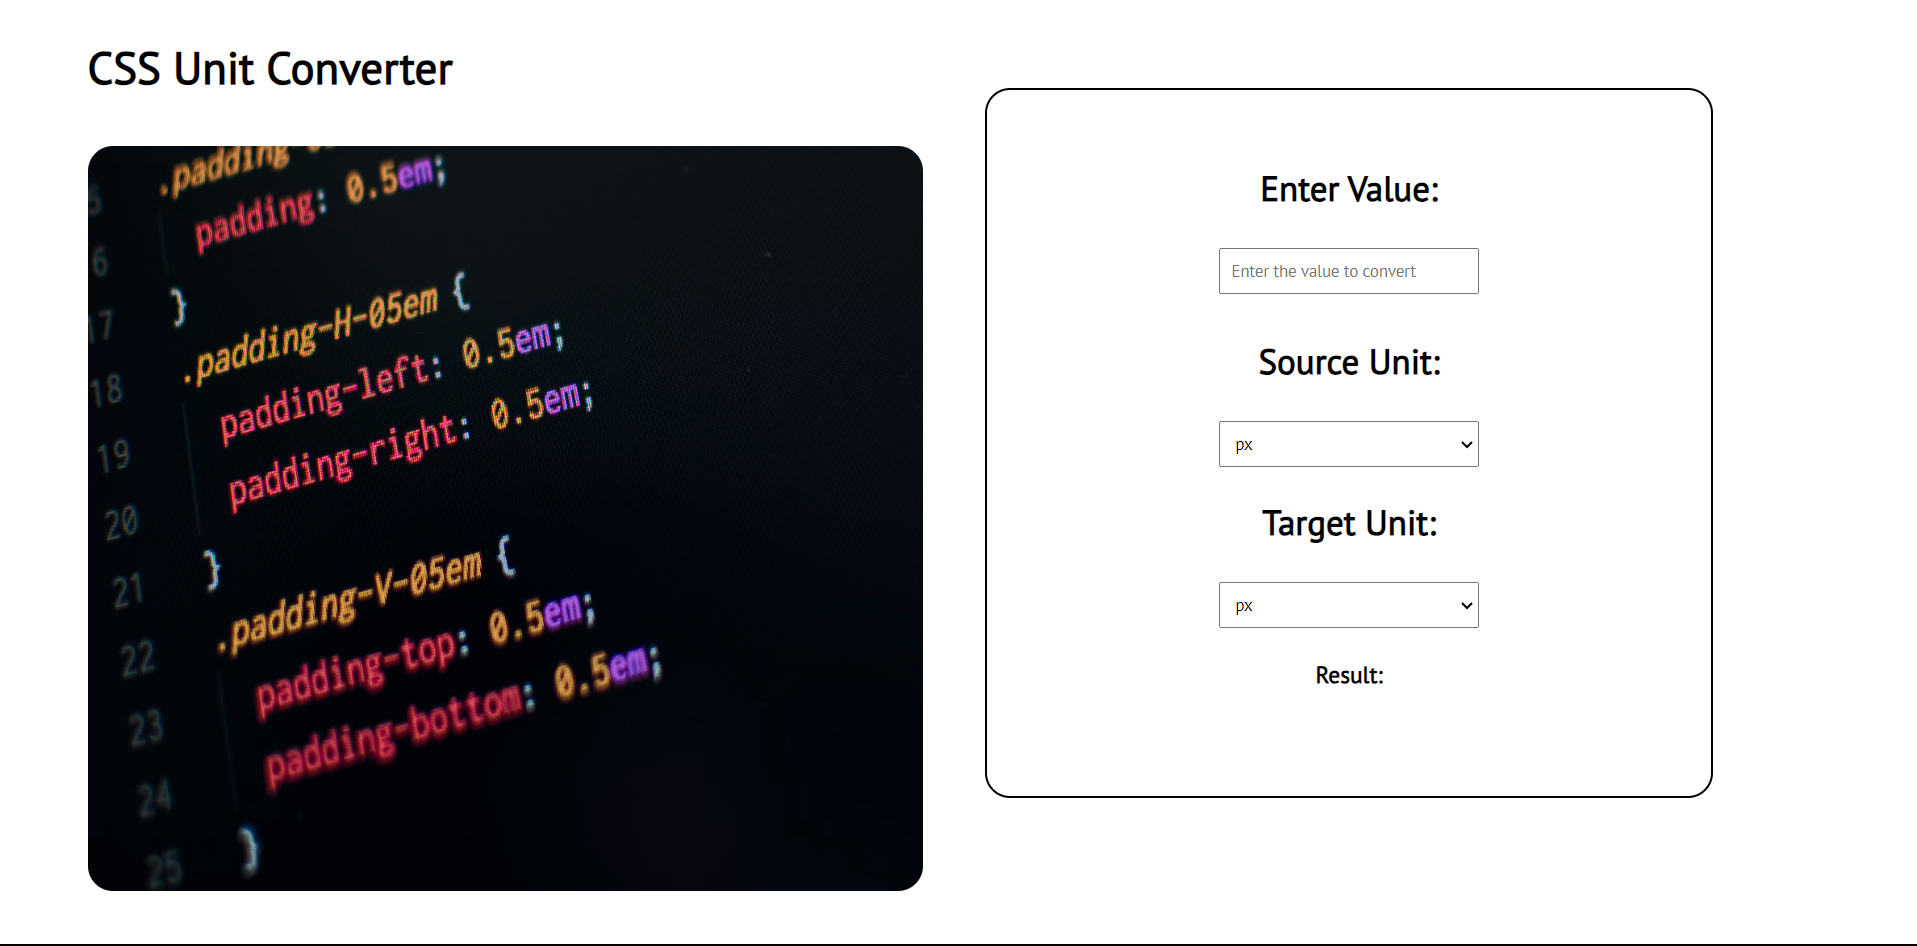 CSS Unit Converter
.padding
padding: 0.5em;
6
}
17
.padding-H-05em {
18
padding-left: 0.5em;
19
padding-right: 0.5em;
20
}
21
.padding-V-05em {
22
padding-top: 0.5em;
23
padding-bottom: 0.5em;
24
}
25
Enter Value:
Enter the value to convert
Source Unit:
px
Target Unit:
px
Result: